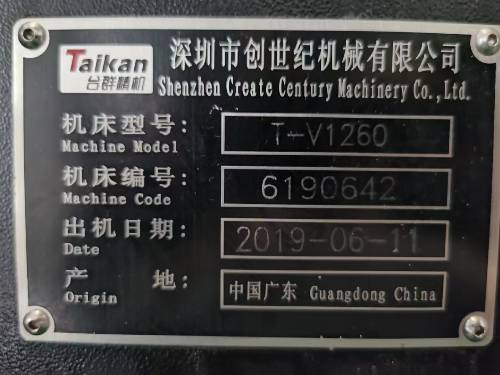 Taikan
台群精机
深圳市创世纪机械有限公司
Shenzhen Create Century Machinery Co.,Ltd.
机床型号: T-V1260
Machine Model
机床编号: 6190642
Machine Code
出机日期: 2019-06-11
Date
产 地: 中国广东 Guangdong China
Origin